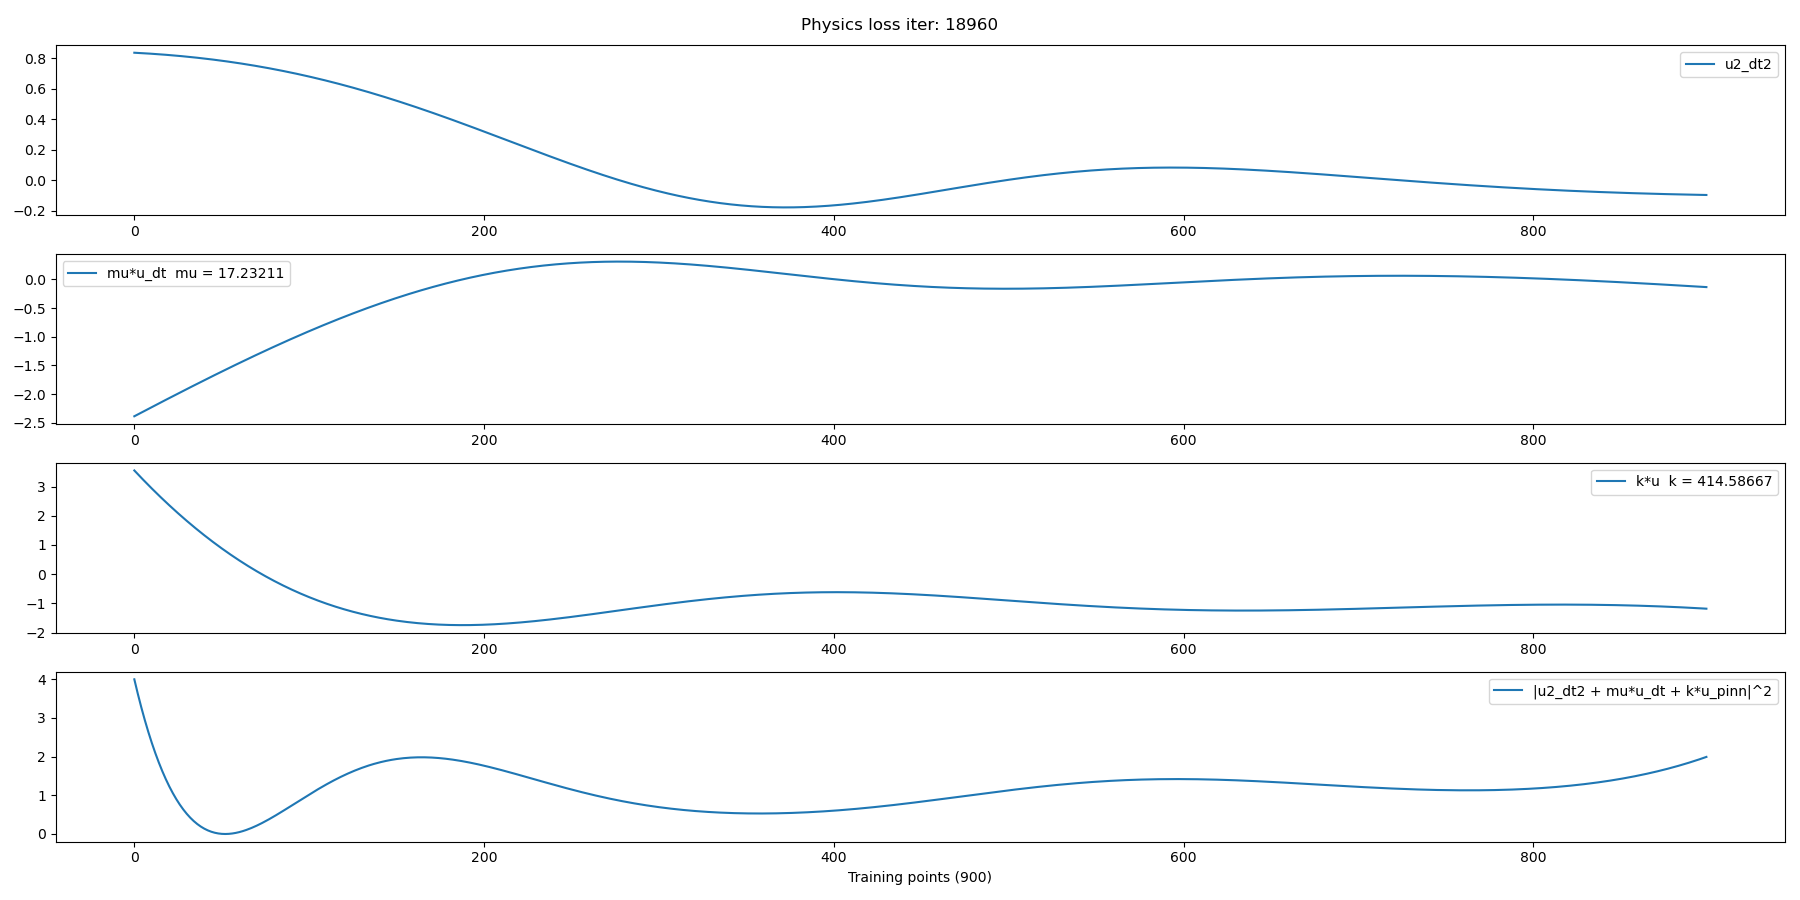 Physics loss iter: 18960
0.8
0.6
0.4
0.2
0.0
−0.2
u2_dt2
0 200 400 600 800
0.0
−0.5
−1.0
−1.5
−2.0
−2.5
mu*u_dt mu = 17.23211
0 200 400 600 800
3
2
1
0
−1
−2
k*u k = 414.58667
0 200 400 600 800
4
3
2
1
0
|u2_dt2 + mu*u_dt + k*u_pinn|^2
0 200 400 600 800
Training points (900)